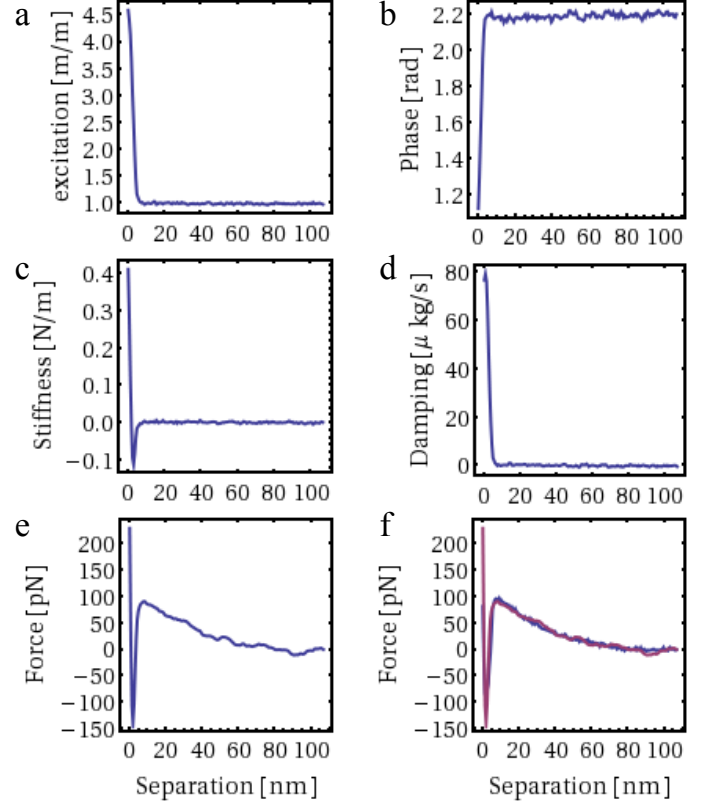 a
4.5
4.0
3.5
3.0
2.5
2.0
1.5
1.0
excitation [m/m]
0 20 40 60 80 100
b
2.2
2.0
1.8
1.6
1.4
1.2
Phase [rad]
0 20 40 60 80 100
c
0.4
0.3
0.2
0.1
0.0
−0.1
Stiffness [N/m]
0 20 40 60 80 100
d
80
60
40
20
0
Damping [μ kg/s]
0 20 40 60 80 100
e
200
150
100
50
0
−50
−100
−150
Force [pN]
0 20 40 60 80 100
Separation [nm]
f
200
150
100
50
0
−50
−100
−150
Force [pN]
0 20 40 60 80 100
Separation [nm]